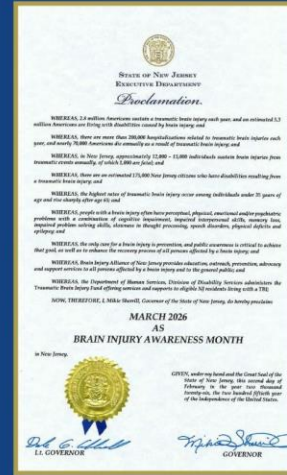 STATE OF NEW JERSEY
EXECUTIVE DEPARTMENT
Proclamation.
WHEREAS, 2.8 million Americans sustain a traumatic brain injury each year, and an estimated 5.3
million Americans are living with disabilities caused by brain injury; and
WHEREAS, there are more than 200,000 hospitalizations related to traumatic brain injuries each
year, and nearly 70,000 Americans die annually as a result of traumatic brain injury; and
WHEREAS, in New Jersey, approximately 12,000 – 15,000 individuals sustain brain injuries from
traumatic events annually, of which 1,000 are fatal; and
WHEREAS, there are an estimated 175,000 New Jersey citizens who have disabilities resulting from
a traumatic brain injury; and
WHEREAS, the highest rates of traumatic brain injury occur among individuals under 25 years of
age and rise sharply after age 65; and
WHEREAS, people with a brain injury often have perceptual, physical, emotional and/or psychiatric
problems with a combination of cognitive impairment, impaired interpersonal skills, memory loss,
impaired problem-solving skills, slowness in thought processing, speech disorders, physical deficits and
epilepsy; and
WHEREAS, the only cure for a brain injury is prevention, and public awareness is critical to achieve
that goal, as well as to enhance the recovery process of all persons affected by a brain injury; and
WHEREAS, Brain Injury Alliance of New Jersey provides education, outreach, prevention, advocacy
and support services to all persons affected by a brain injury and to the general public; and
WHEREAS, the Department of Human Services, Division of Disability Services administers the
Traumatic Brain Injury Fund offering services and supports to eligible NJ residents living with a TBI;
NOW, THEREFORE, I, Mikie Sherrill, Governor of the State of New Jersey, do hereby proclaim:
MARCH 2026
AS
BRAIN INJURY AWARENESS MONTH
in New Jersey.
GIVEN, under my hand and the Great Seal of the
State of New Jersey, this second day of
February in the year two thousand
twenty-six, the two hundred fiftieth year
of the independence of the United States.
LT. GOVERNOR
GOVERNOR